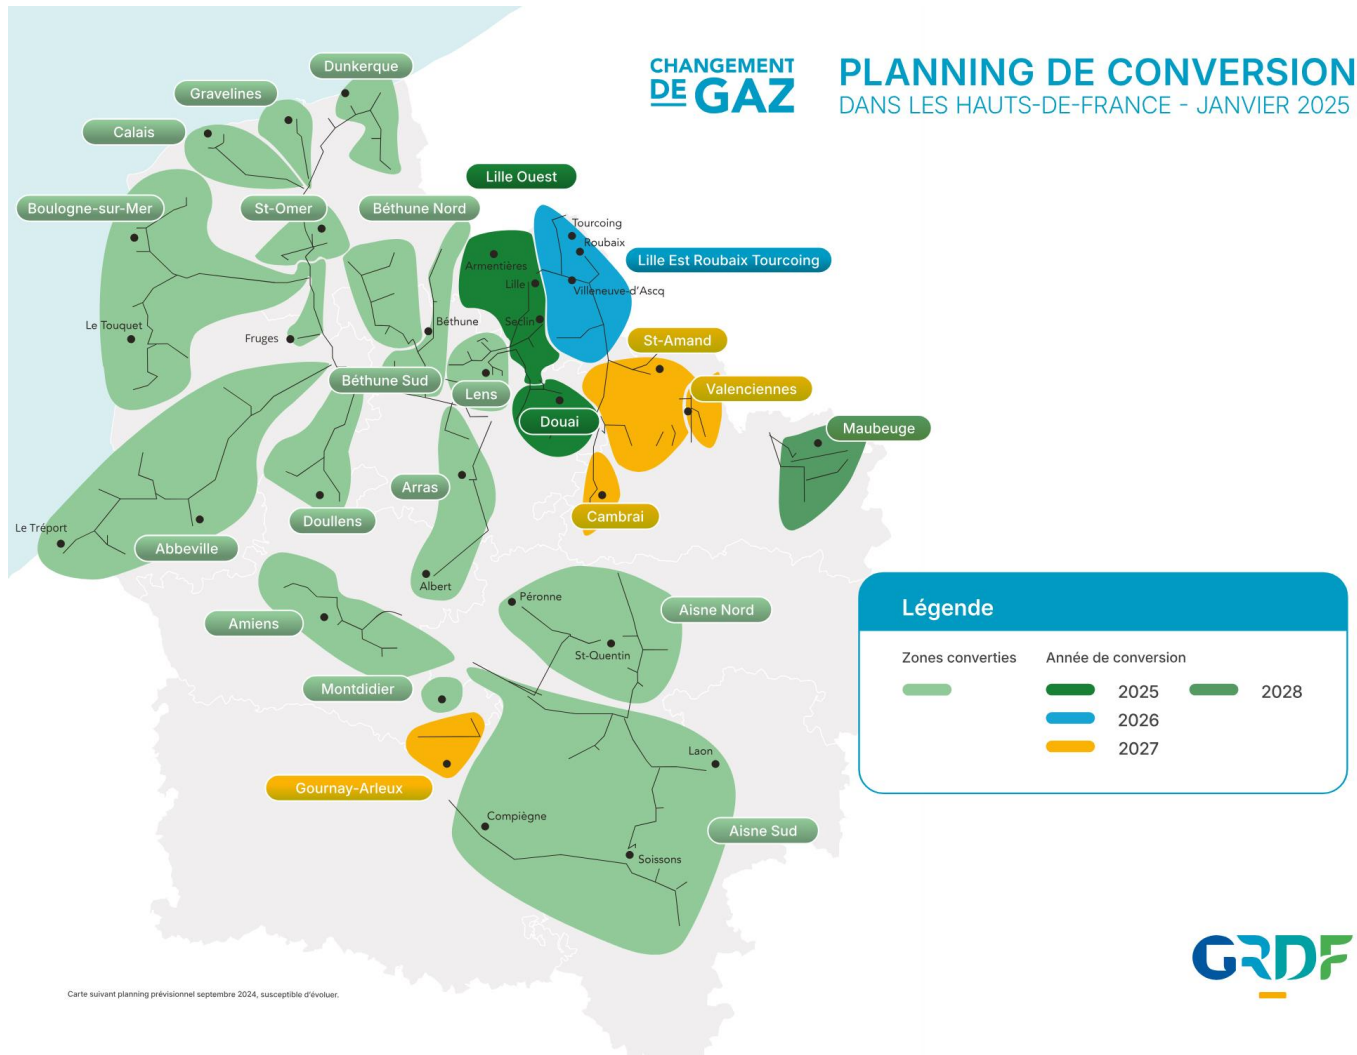 CHANGEMENT
DE GAZ
PLANNING DE CONVERSION
DANS LES HAUTS-DE-FRANCE - JANVIER 2025
Dunkerque
Gravelines
Calais
Lille Ouest
Boulogne-sur-Mer
St-Omer
Béthune Nord
Tourcoing
Roubaix
Lille Est Roubaix Tourcoing
Armentières
Lille
Villeneuve-d'Ascq
Le Touquet
Béthune
Seclin
Fruges
St-Amand
Béthune Sud
Lens
Valenciennes
Douai
Maubeuge
Arras
Cambrai
Doullens
Le Tréport
Abbeville
Albert
Péronne
Aisne Nord
Amiens
St-Quentin
Montdidier
Laon
Gournay-Arleux
Compiègne
Aisne Sud
Soissons
Légende
Zones converties
Année de conversion
2025
2028
2026
2027
GRDF
Carte suivant planning prévisionnel septembre 2024, susceptible d'évoluer.